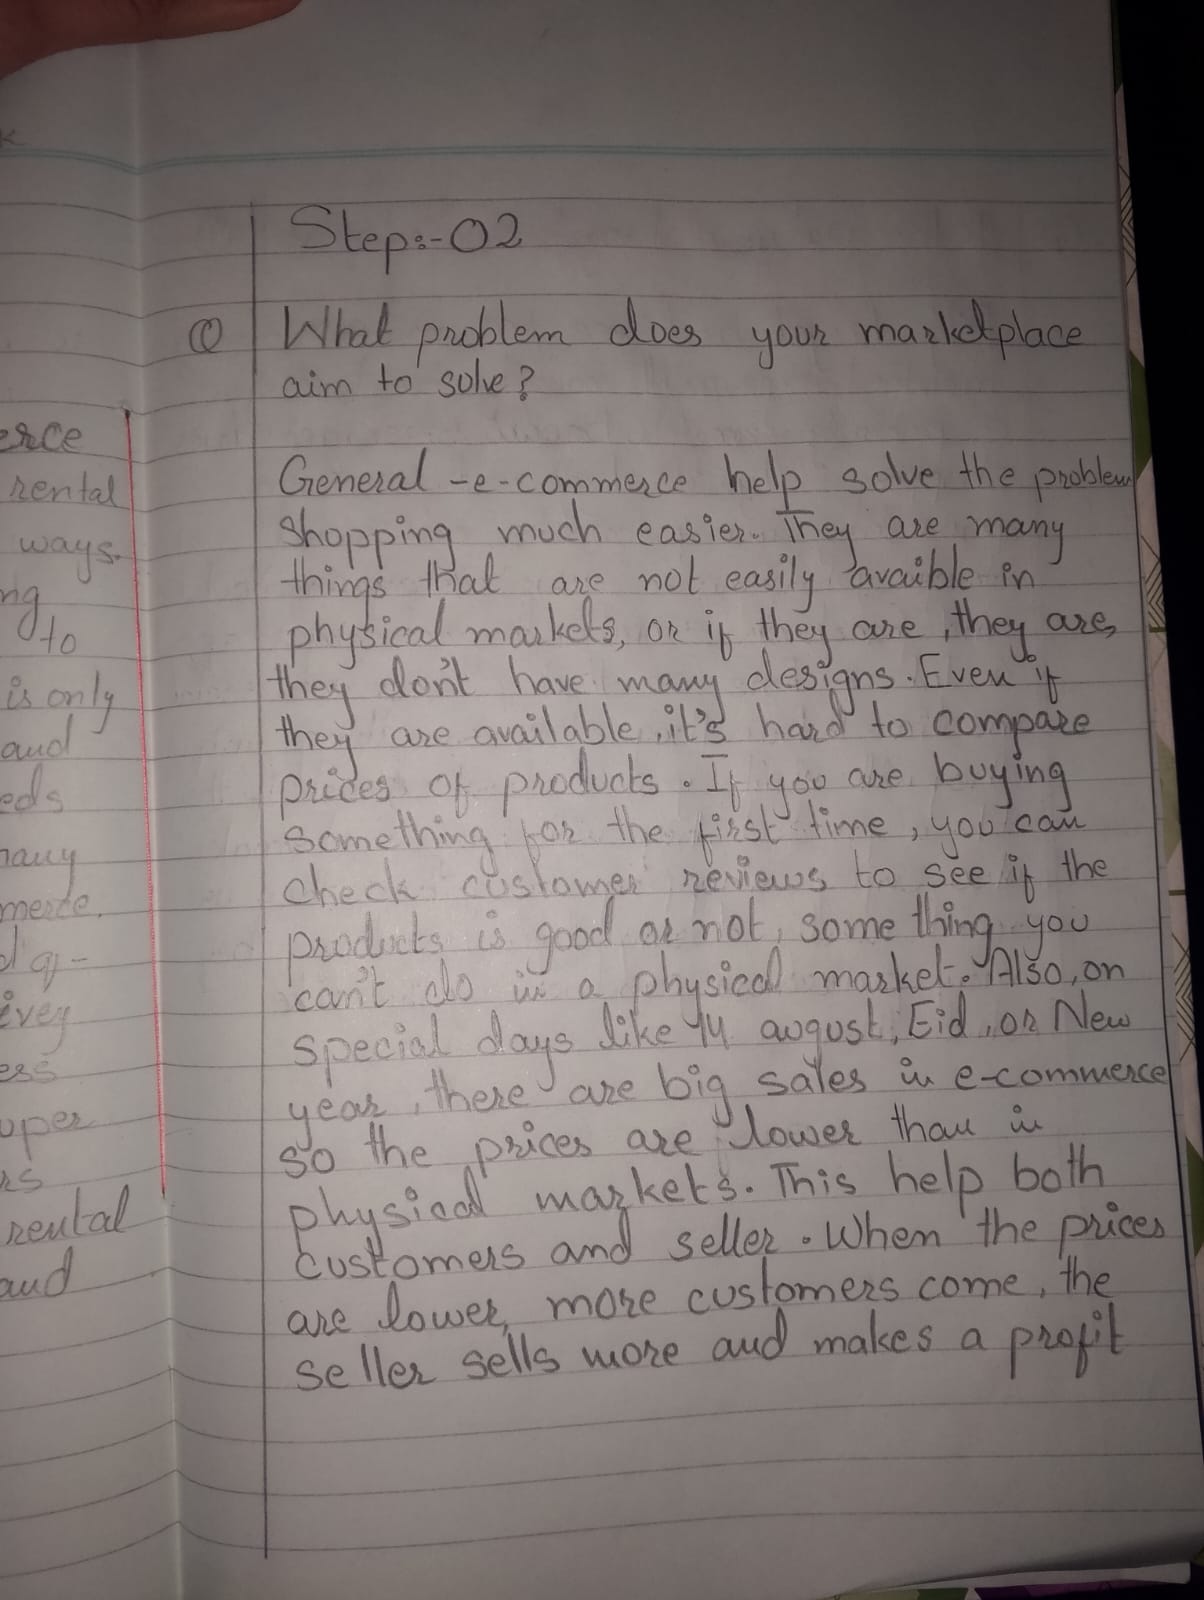 erce
rental
ways.
ng
to
is only
and
eds
many
merce.
d q-
ivey
ess
uper
rs
rental
and
Step:-02
Q What problem does your marketplace
aim to solve?
General -e-commerce help solve the problem
shopping much easier. They are many
things that are not easily avaible in
physical markets, or if they are, they are,
they don't have many designs. Even if
they are available, it's hard to compare
prices of products. If you are buying
something for the first time, you can
check customer reviews to see if the
products is good or not, something you
can't do in a physical market. Also, on
special days like 14 august, Eid, or New
year, there are big sales in e-commerce
so the prices are lower than in
physical markets. This help both
customers and seller. When the prices
are lower, more customers come, the
seller sells more and makes a profit